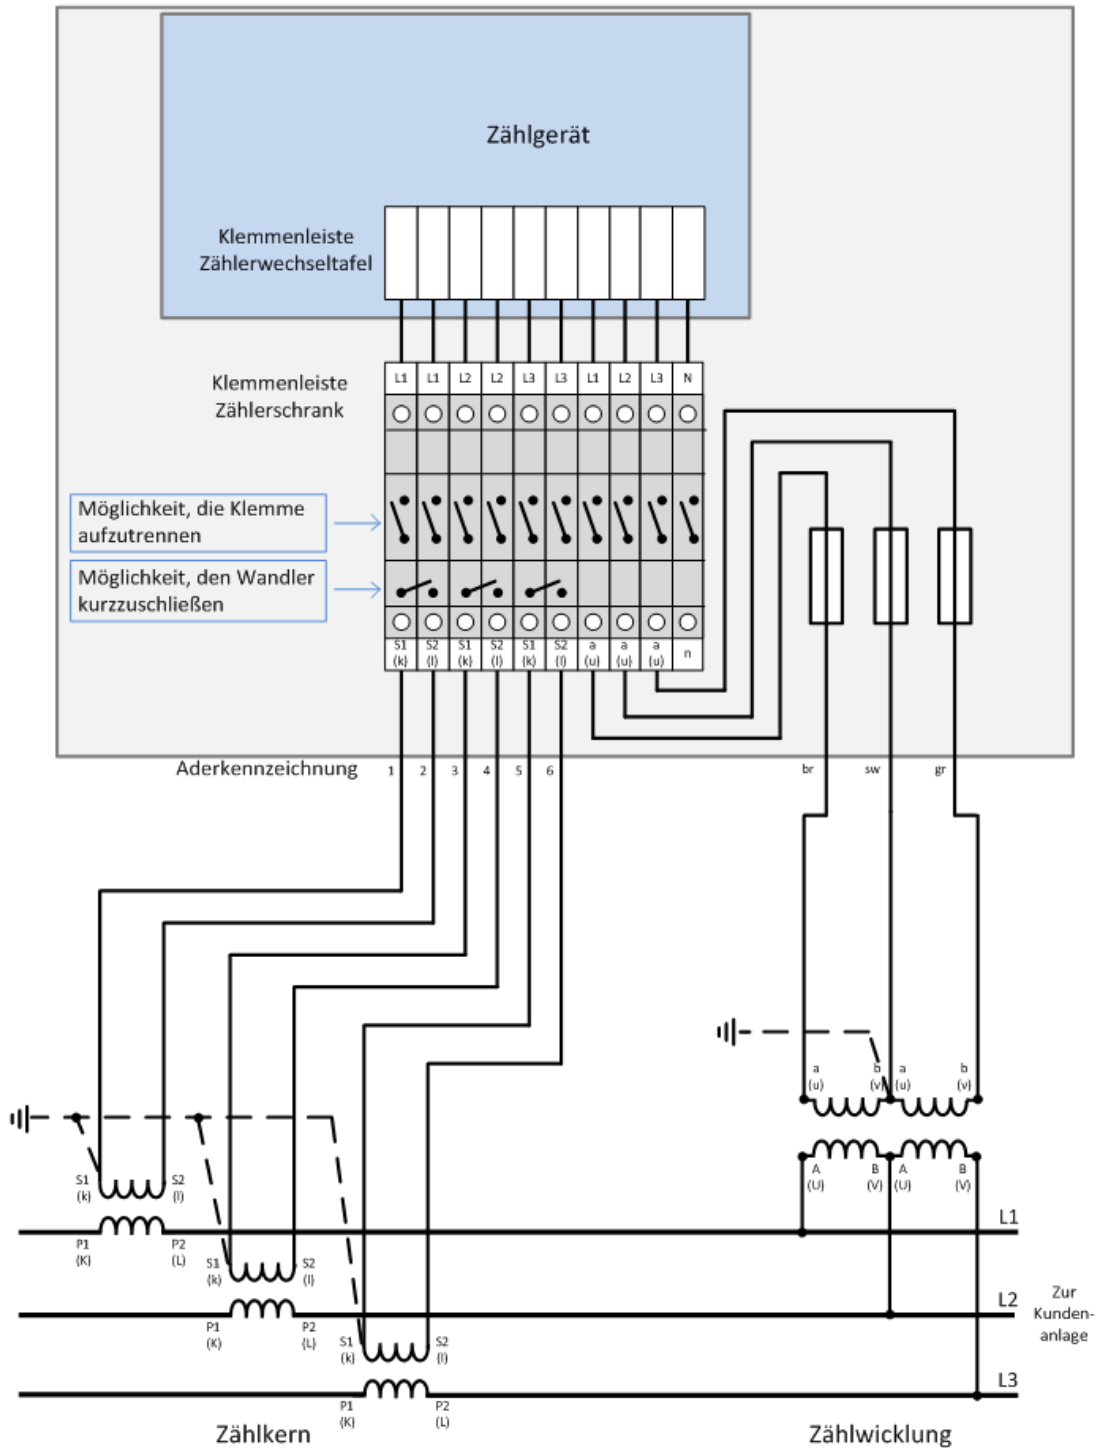 Zählgerät
Klemmenleiste
Zählerwechseltafel
Klemmenleiste
Zählerschrank
L1 L1 L2 L2 L3 L3 L1 L2 L3 N
Möglichkeit, die Klemme
aufzutrennen
Möglichkeit, den Wandler
kurzzuschließen
S1 S2 S1 S2 S1 S2 a a a n
(k) (l) (k) (l) (k) (l) (u) (u) (u)
Aderkennzeichnung 1 2 3 4 5 6 br sw gr
a b a b
(u) (v) (u) (v)
A B A B
(U) (V) (U) (V)
S1 S2
(k) (l)
L1
P1 P2
(K) (L)
S1 S2
(k) (l)
L2
P1 P2
(K) (L)
Zur
Kunden-
anlage
S1 S2
(k) (l)
L3
P1 P2
(K) (L)
Zählkern
Zählwicklung